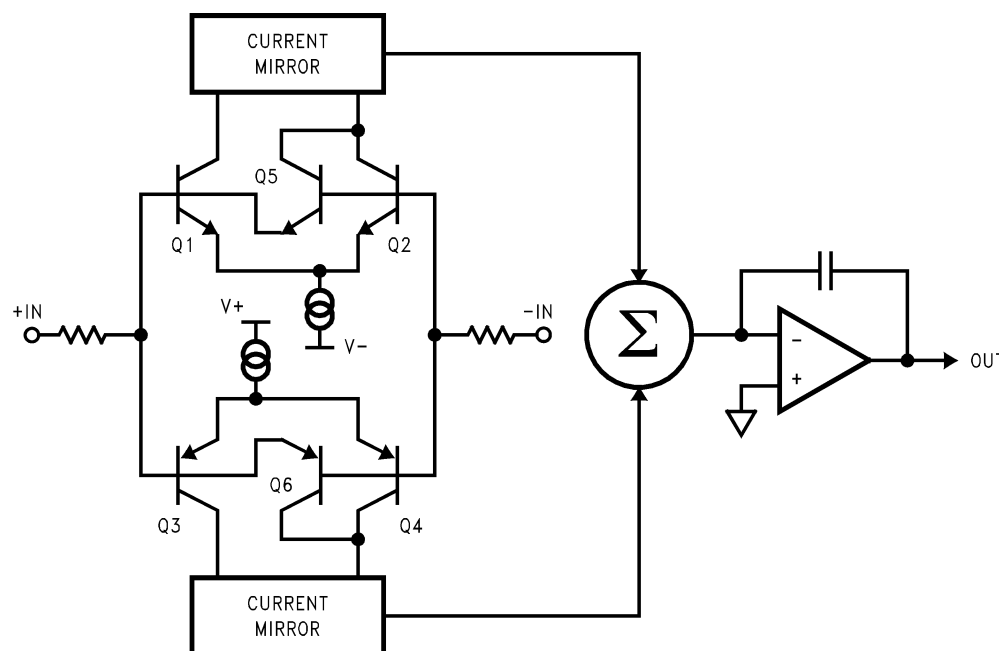 CURRENT
MIRROR
Q5
Q1
Q2
+IN
V+
V−
−IN
Σ
−
+
OUT
Q6
Q3
Q4
CURRENT
MIRROR